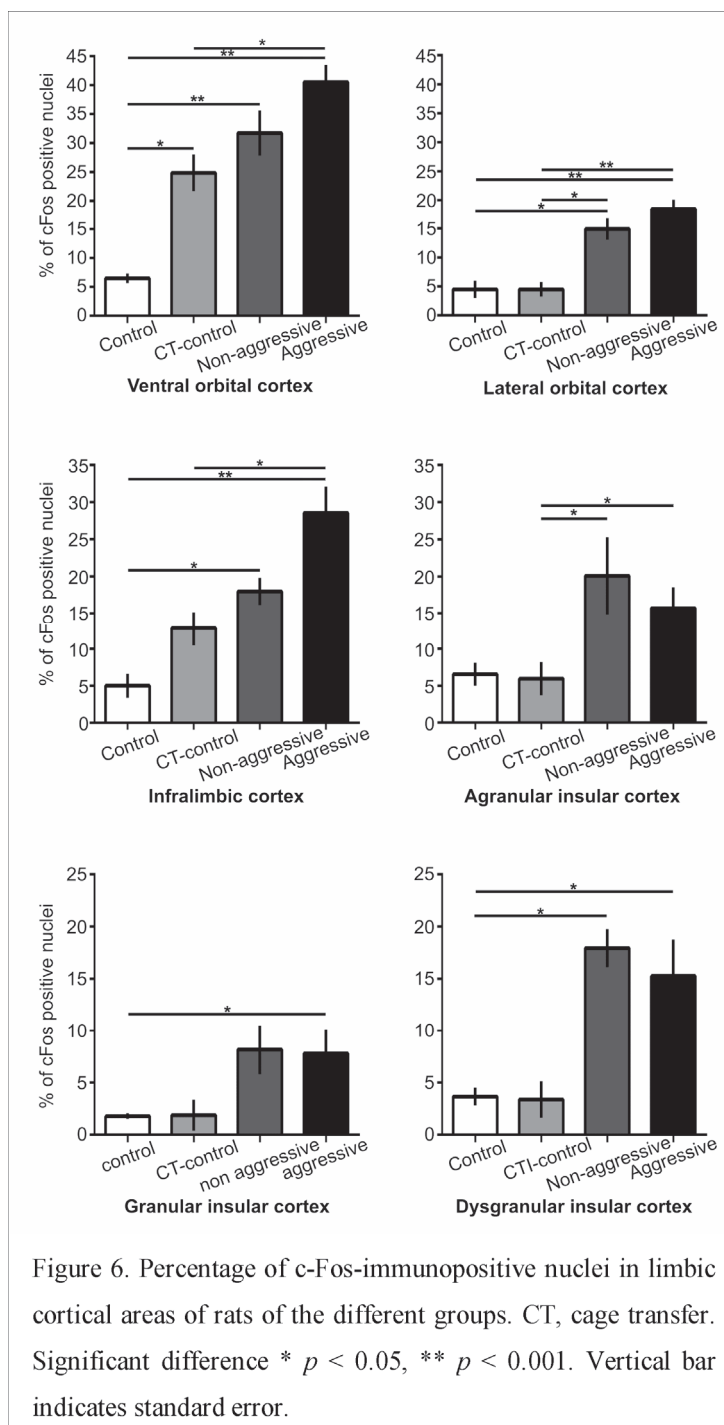 *
**
**
*
% of cFos positive nuclei
45
40
35
30
25
20
15
10
5
0
Control
CT-control
Non-aggressive
Aggressive
Ventral orbital cortex
**
**
*
*
45
40
35
30
25
20
15
10
5
0
Control
CT-control
Non-aggressive
Aggressive
Lateral orbital cortex
*
**
*
% of cFos positive nuclei
35
30
25
20
15
10
5
0
Control
CT-control
Non-aggressive
Aggressive
Infralimbic cortex
*
*
35
30
25
20
15
10
5
0
Control
CT-control
Non-aggressive
Aggressive
Agranular insular cortex
*
% of cFos positive nuclei
25
20
15
10
5
0
control
CT-control
non aggressive
aggressive
Granular insular cortex
*
*
25
20
15
10
5
0
Control
CTI-control
Non-aggressive
Aggressive
Dysgranular insular cortex
Figure 6. Percentage of c-Fos-immunopositive nuclei in limbic
cortical areas of rats of the different groups. CT, cage transfer.
Significant difference * p < 0.05, ** p < 0.001. Vertical bar
indicates standard error.